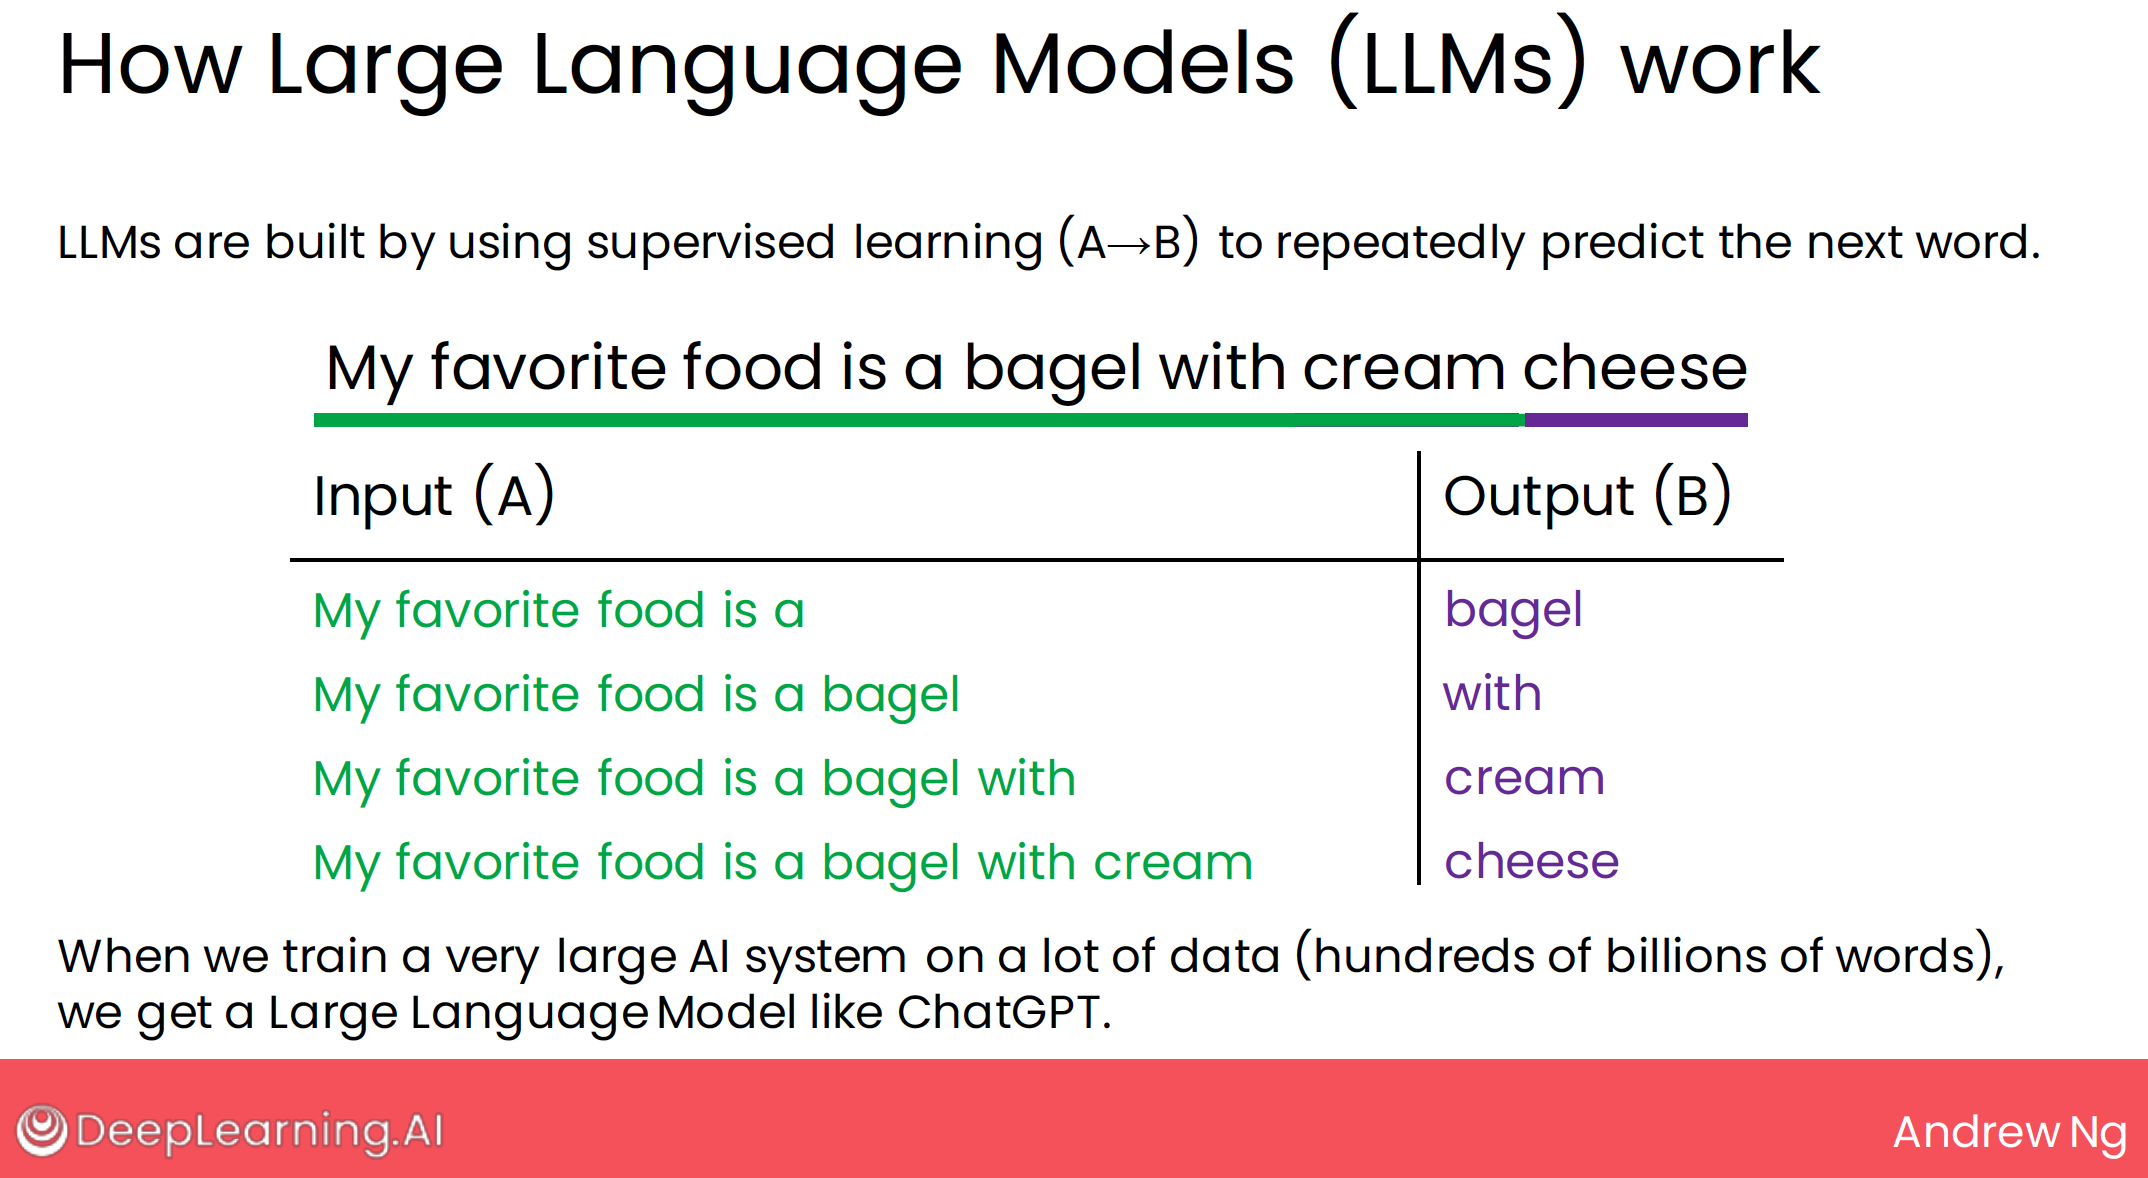 How Large Language Models (LLMs) work
LLMs are built by using supervised learning (A→B) to repeatedly predict the next word.
My favorite food is a bagel with cream cheese
Input (A) Output (B)
My favorite food is a bagel
My favorite food is a bagel with
My favorite food is a bagel with cream
My favorite food is a bagel with cream cheese
When we train a very large AI system on a lot of data (hundreds of billions of words),
we get a Large Language Model like ChatGPT.
DeepLearning.AI Andrew Ng